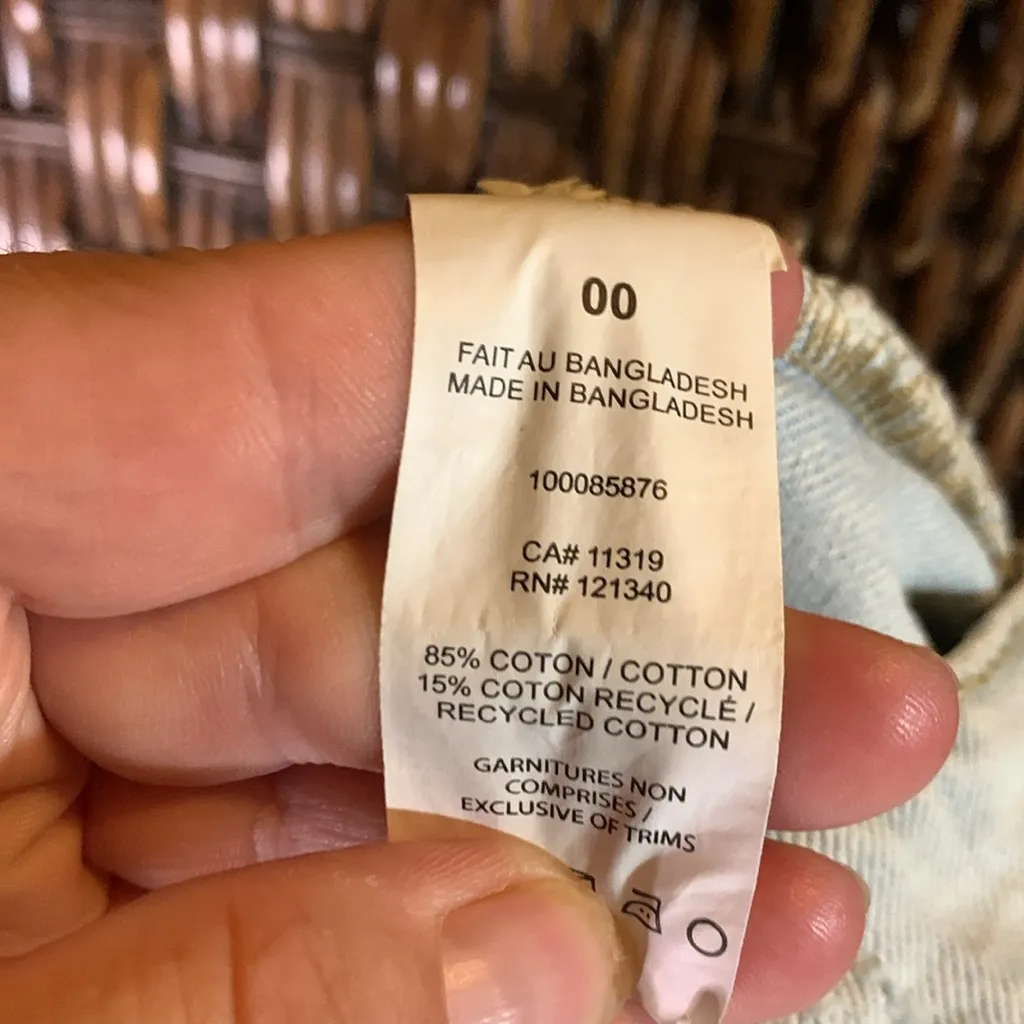 00
FAIT AU BANGLADESH
MADE IN BANGLADESH
100085876
CA# 11319
RN# 121340
85% COTON / COTTON
15% COTON RECYCLÉ /
RECYCLED COTTON
GARNITURES NON
COMPRISES /
EXCLUSIVE OF TRIMS